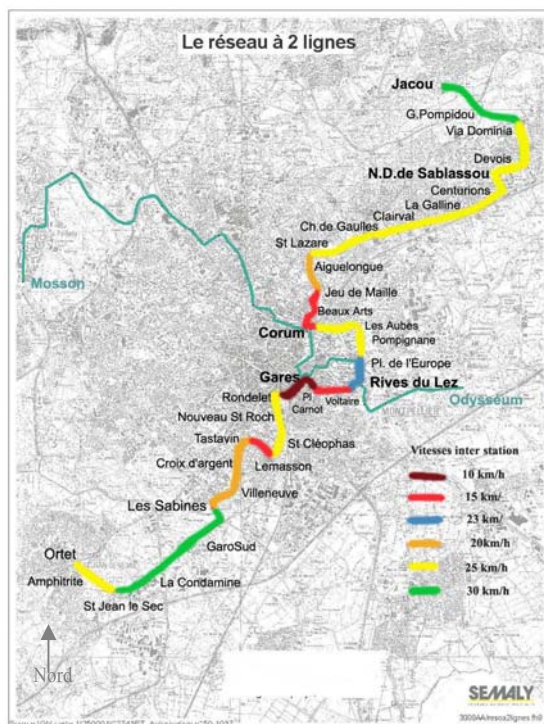 Le réseau à 2 lignes
Jacou
G.Pompidou
Via Dominia
Devois
N.D.de Sablassou
Centurions
La Galline
Clairval
Ch.de Gaulles
St Lazare
Aiguelongue
Mosson
Jeu de Maille
Beaux Arts
Corum
Les Aubès
Pompignane
Pl. de l'Europe
Gares
Rives du Lez
Rondelet
Pl
Carnot
Voltaire
Odysséum
Nouveau St Roch
MONTPELLIER
Tastavin
St Cléophas
Croix d'argent
Lemasson
Villeneuve
Les Sabines
GaroSud
Ortet
Amphitrite
La Condamine
St Jean le Sec
Nord
Vitesses inter station
10 km/h
15 km/
23 km/
20km/h
25 km/h
30 km/h
SEMALY